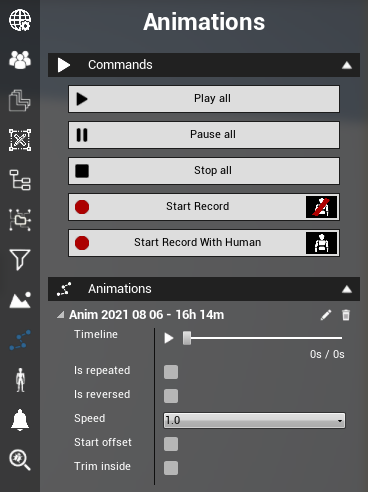 Animations
Commands
Play all
Pause all
Stop all
Start Record
Start Record With Human
Animations
Anim 2021 08 06 - 16h 14m
Timeline
0s / 0s
Is repeated
Is reversed
Speed 1.0
Start offset
Trim inside